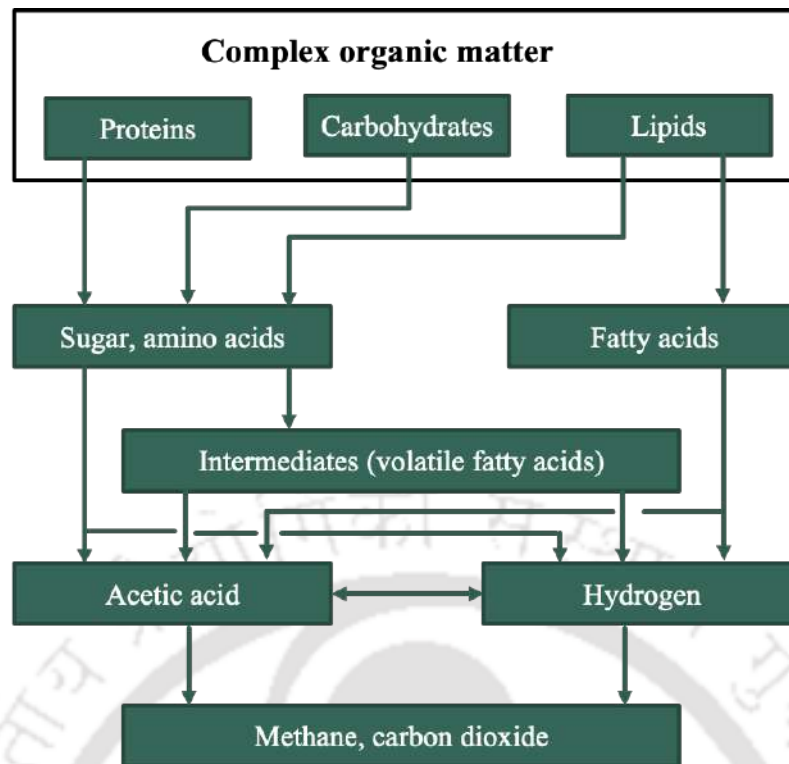 Complex organic matter
Proteins
Carbohydrates
Lipids
Sugar, amino acids
Fatty acids
Intermediates (volatile fatty acids)
Acetic acid
Hydrogen
Methane, carbon dioxide